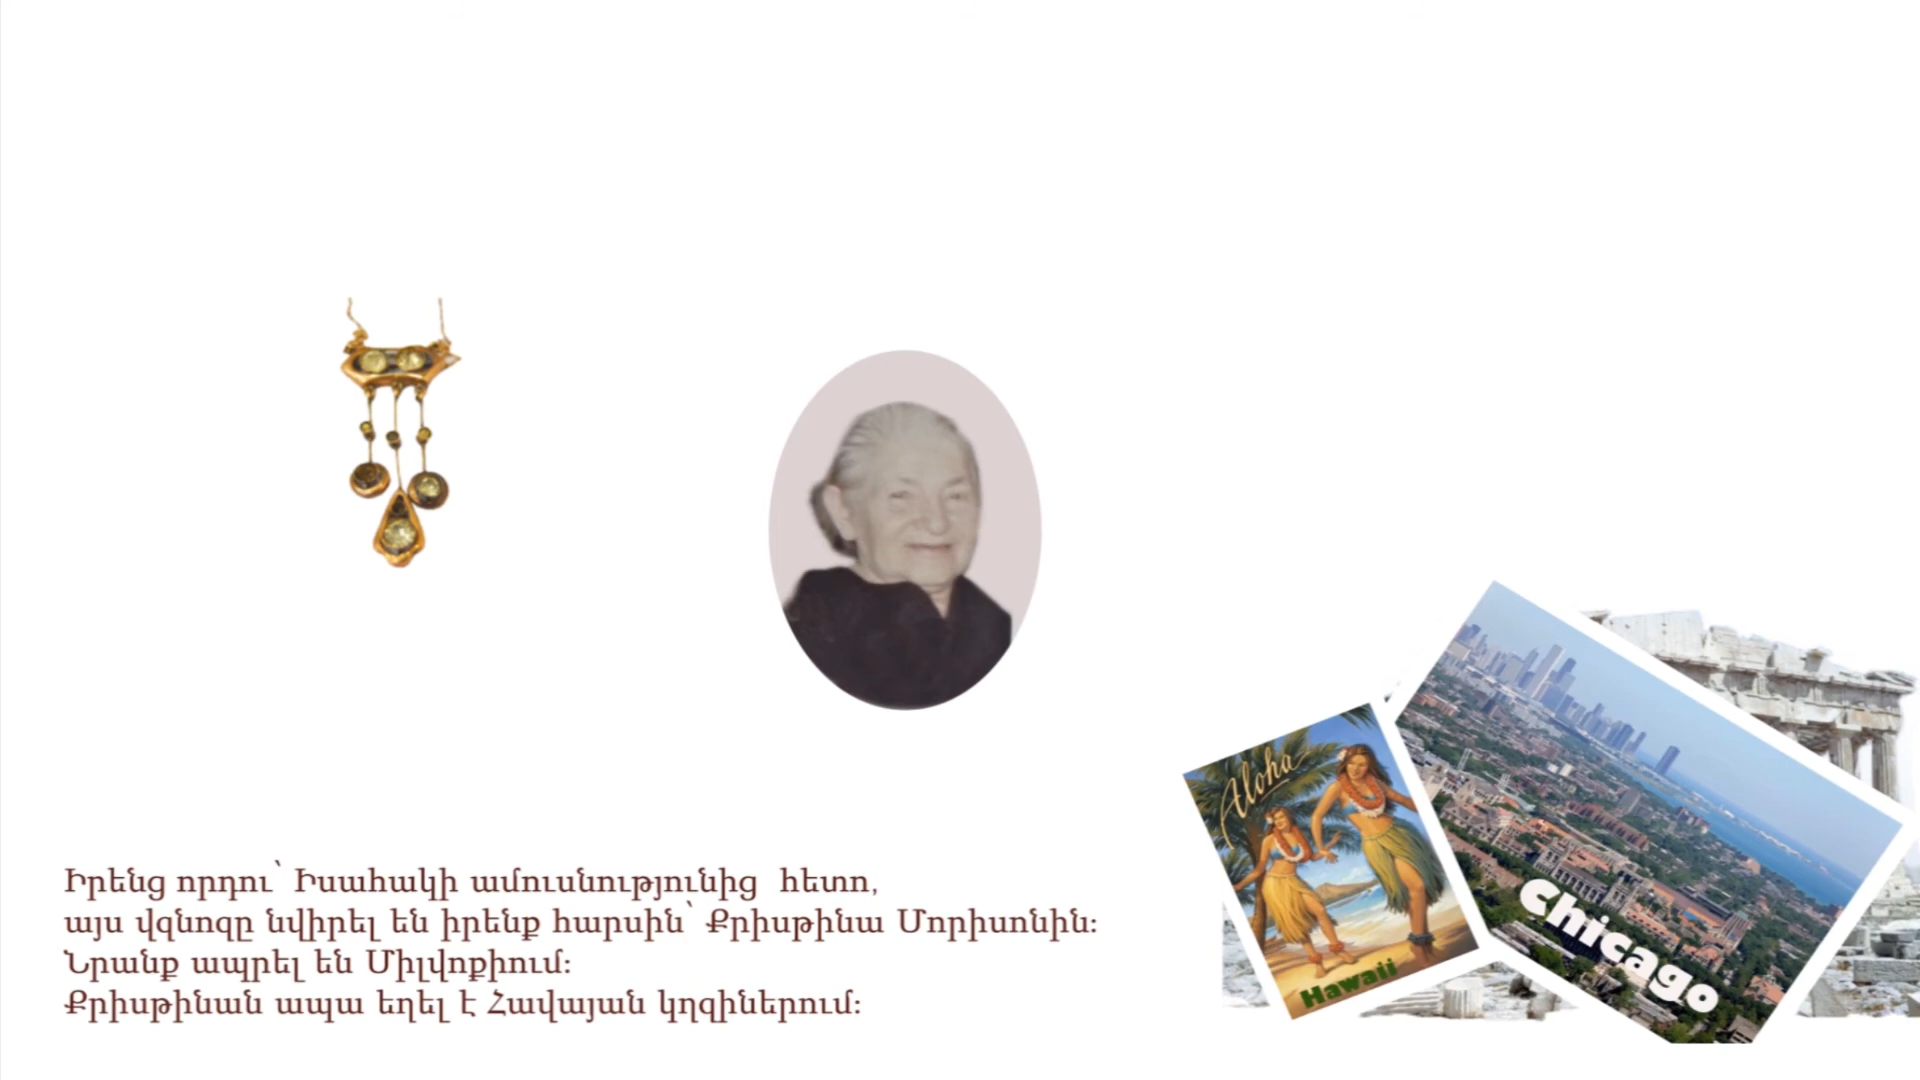 Aloha
Hawaii
Chicago
Իրենց որդու՝ Իսահակի ամուսնությունից հետո,
այս վզնոզը նվիրել են իրենք հարսին՝ Քրիսթինա Մորիսոնին։
Նրանք ապրել են Միլվոքիում։
Քրիսթինան ապա եղել է Հավայան կղզիներում։